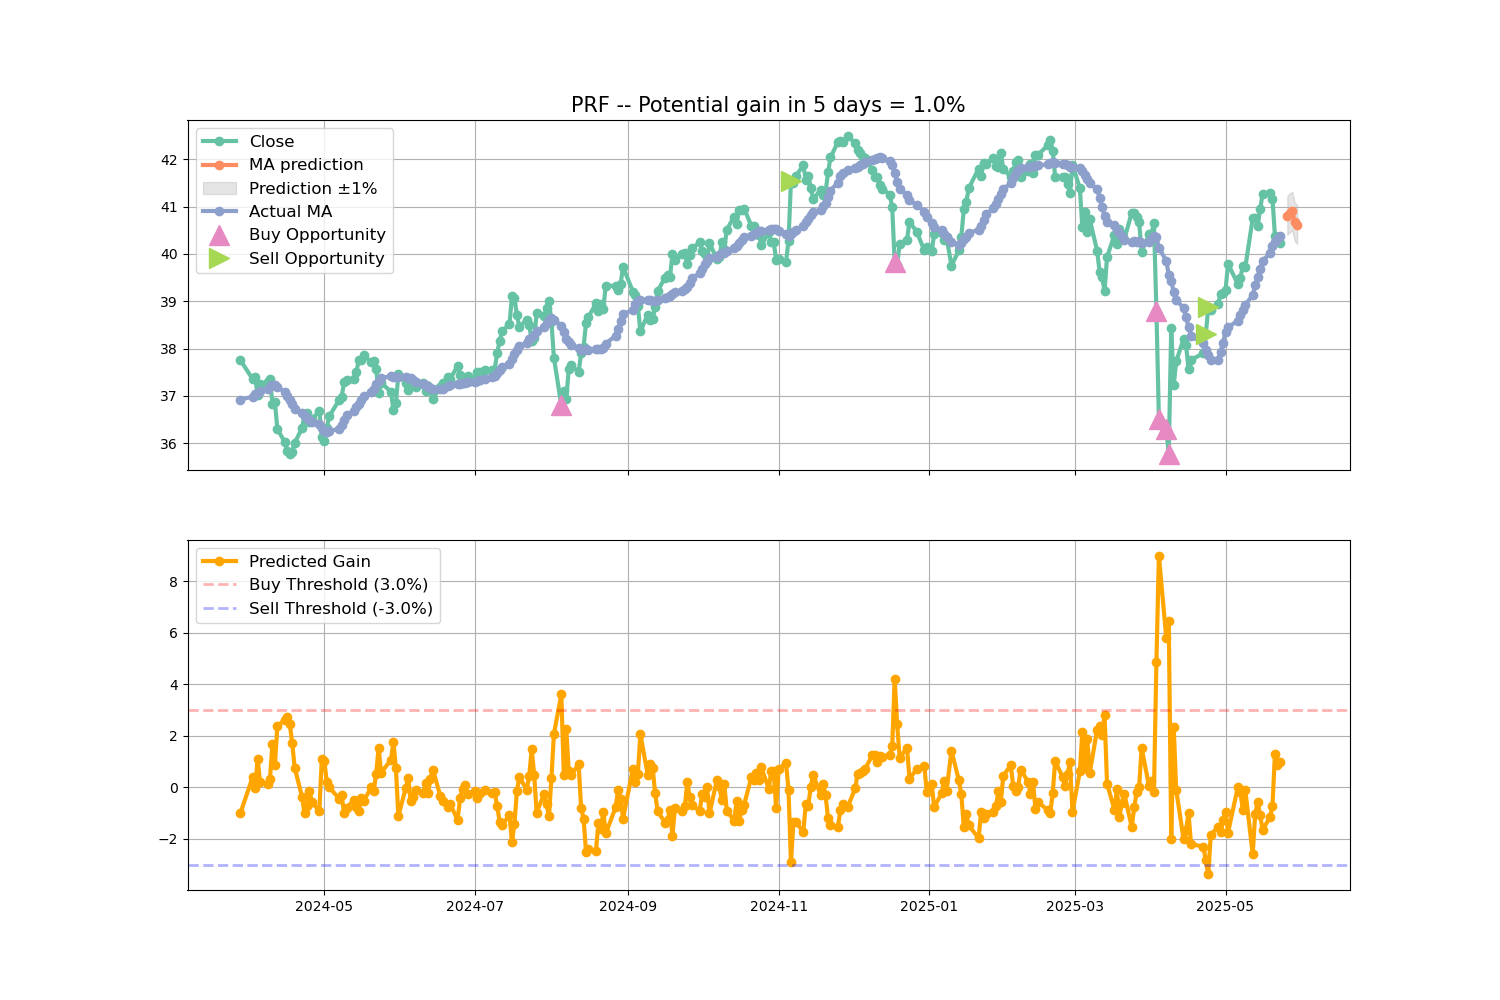 PRF -- Potential gain in 5 days = 1.0%
Close
MA prediction
Prediction ±1%
Actual MA
Buy Opportunity
Sell Opportunity
42
41
40
39
38
37
36
Predicted Gain
Buy Threshold (3.0%)
Sell Threshold (-3.0%)
8
6
4
2
0
−2
2024-05
2024-07
2024-09
2024-11
2025-01
2025-03
2025-05